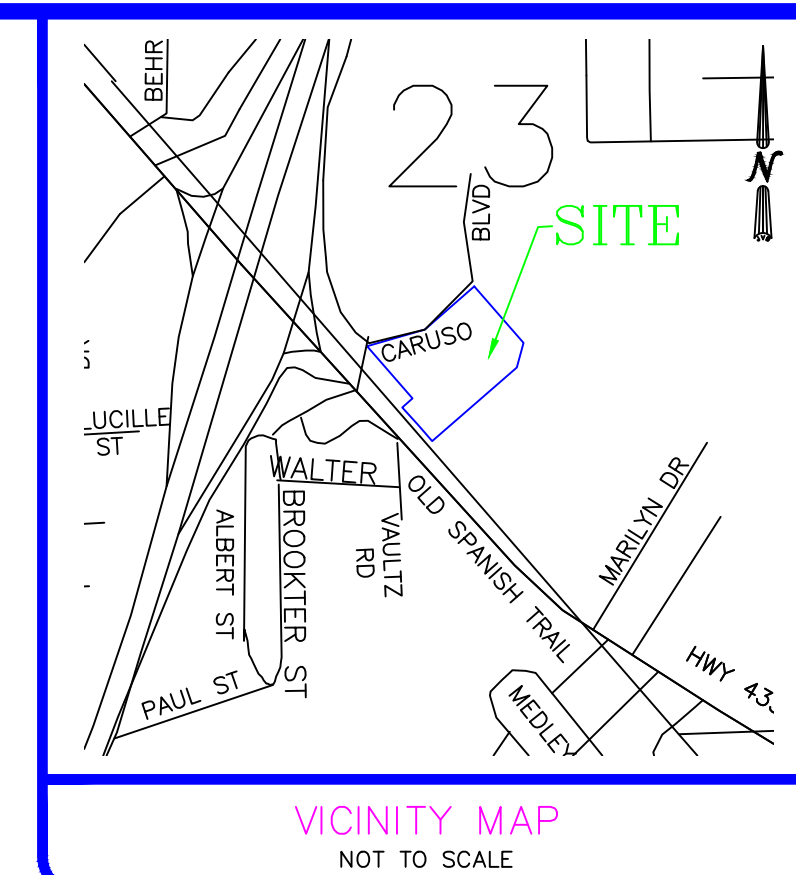 BEHR
23
N
BLVD
SITE
CARUSO
LUCILLE
ST
WALTER
OLD SPANISH TRAIL
MARILYN DR
ALBERT ST
BROOKTER ST
VAULTZ
RD
PAUL ST
MEDLEY
HWY
VICINITY MAP
NOT TO SCALE